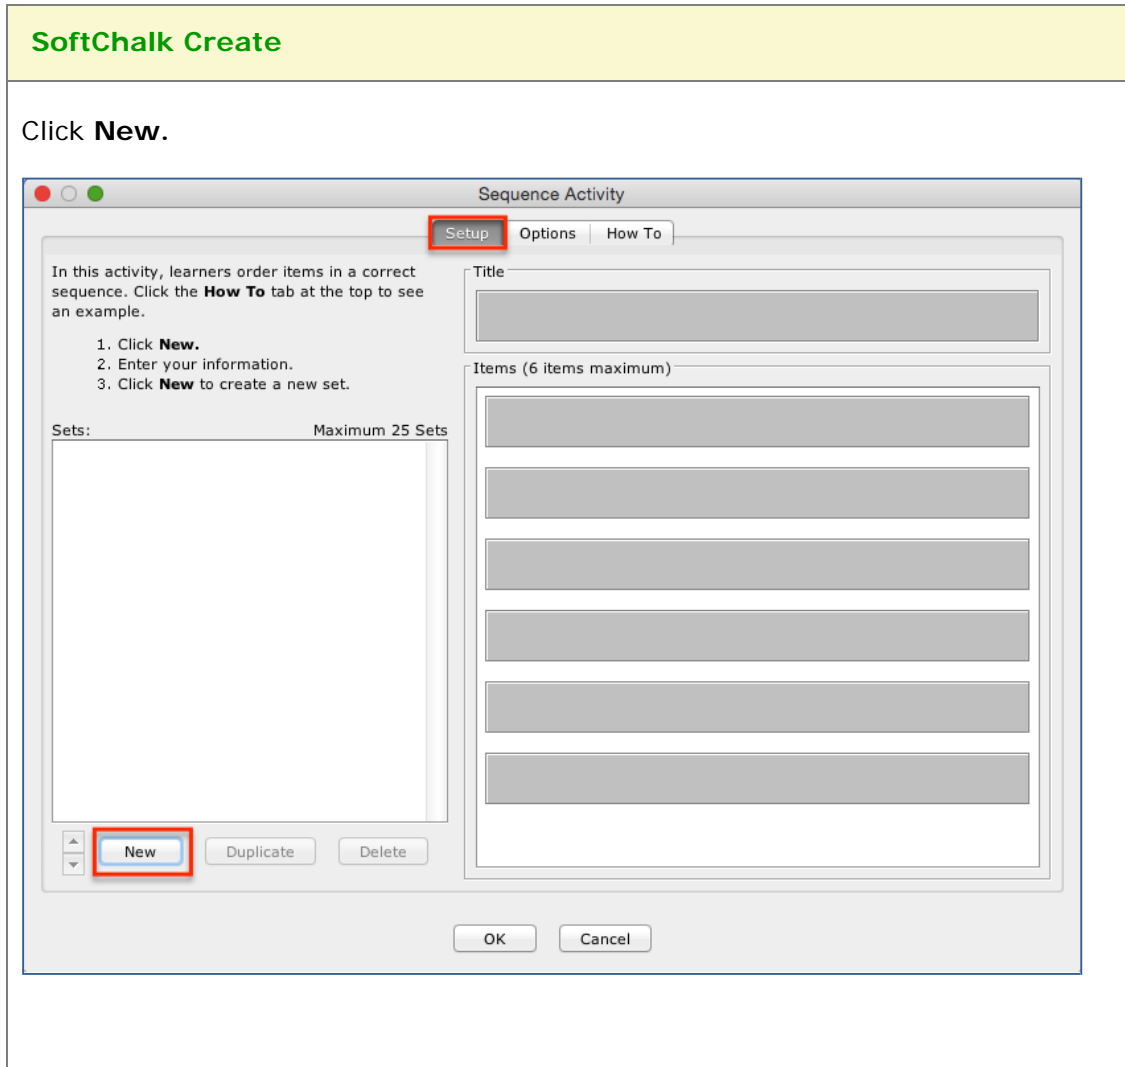 SoftChalk Create
Click New.
Sequence Activity
Setup
Options
How To
In this activity, learners order items in a correct
sequence. Click the How To tab at the top to see
an example.
1. Click New.
2. Enter your information.
3. Click New to create a new set.
Sets:
Maximum 25 Sets
New
Duplicate
Delete
Title
Items (6 items maximum)
OK
Cancel